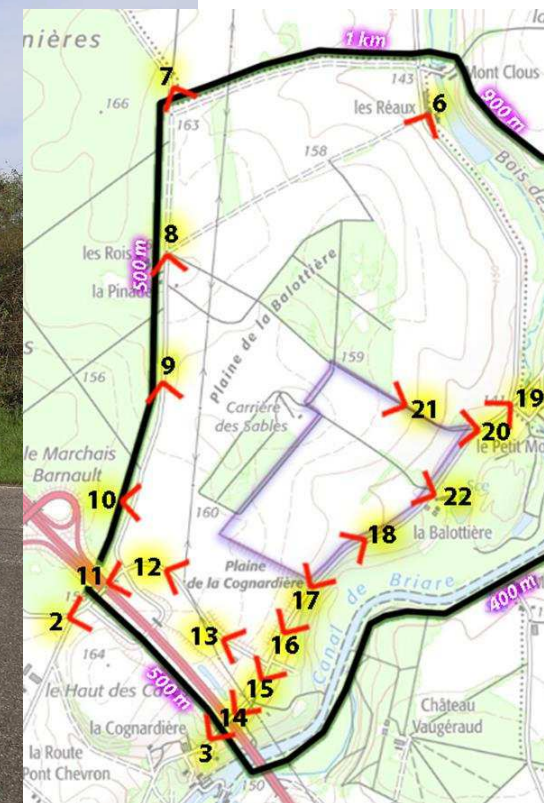 nières
1 km
143
Mont Clous
7
6
166
les Réaux
163
900 m
158
Bois de
8
les Rois
500 m
la Pinade
Plaine de la Balottière
159
9
156
19
21
Carrière
des Sables
20
le Petit Mo
le Marchais
Barnault
22
10
160
18
la Balottière
12
Plaine
de la Cognardière
11
17
Canal de Briare
400 m
2
13
16
164
15
le Haut des Ca
500 m
14
Château
Vaugéraud
la Cognardière
3
la Route
Pont Chevron
150